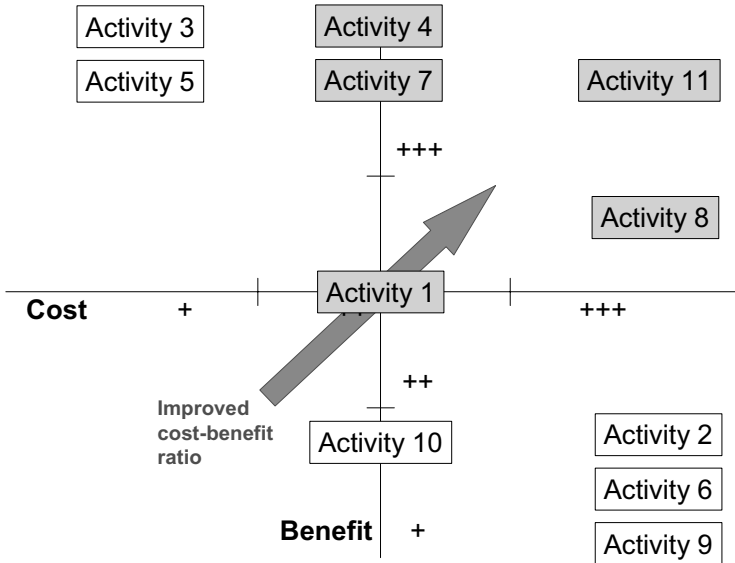 Activity 3
Activity 4
Activity 5
Activity 7
Activity 11
+++
Activity 8
Activity 1
Cost
+
+++
++
Improved
cost-benefit
ratio
Activity 10
Activity 2
Activity 6
Benefit
+
Activity 9